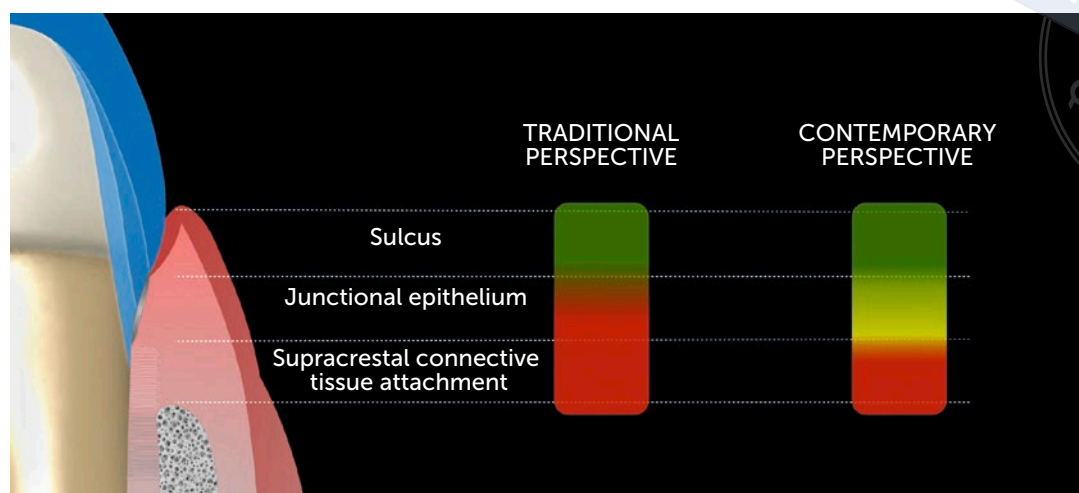 TRADITIONAL
PERSPECTIVE
CONTEMPORARY
PERSPECTIVE
Sulcus
Junctional epithelium
Supracrestal connective
tissue attachment